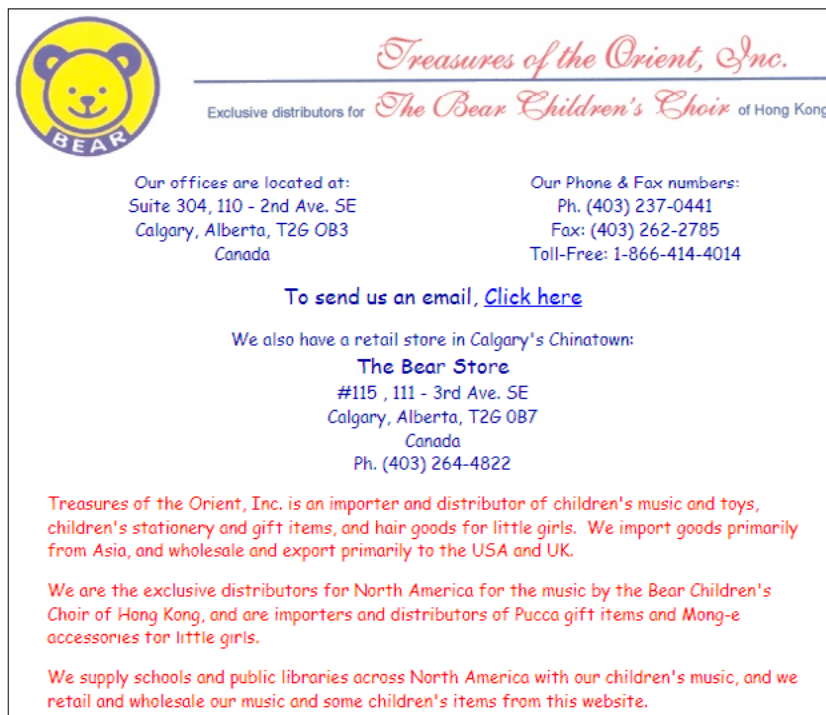 BEAR
Treasures of the Orient, Inc.
Exclusive distributors for The Bear Children's Choir of Hong Kong
Our offices are located at:
Suite 304, 110 - 2nd Ave. SE
Calgary, Alberta, T2G OB3
Canada
Our Phone & Fax numbers:
Ph. (403) 237-0441
Fax: (403) 262-2785
Toll-Free: 1-866-414-4014
To send us an email, Click here
We also have a retail store in Calgary's Chinatown:
The Bear Store
#115 , 111 - 3rd Ave. SE
Calgary, Alberta, T2G 0B7
Canada
Ph. (403) 264-4822
Treasures of the Orient, Inc. is an importer and distributor of children's music and toys,
children's stationery and gift items, and hair goods for little girls. We import goods primarily
from Asia, and wholesale and export primarily to the USA and UK.
We are the exclusive distributors for North America for the music by the Bear Children's
Choir of Hong Kong, and are importers and distributors of Pucca gift items and Mong-e
accessories for little girls.
We supply schools and public libraries across North America with our children's music, and we
retail and wholesale our music and some children's items from this website.